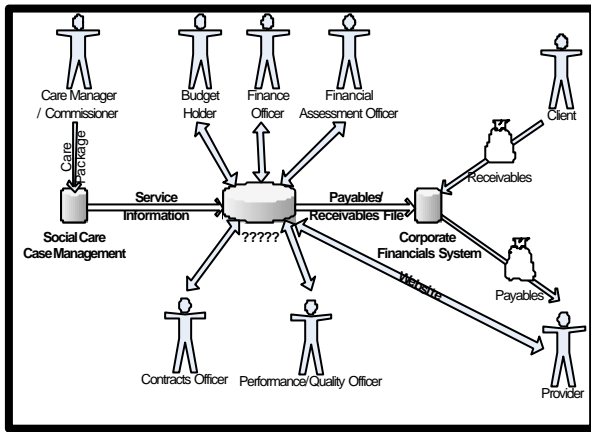 Care Manager
/ Commissioner
Budget
Holder
Finance
Officer
Financial
Assessment Officer
Client
Care
Package
Receivables
Service
Information
Payables/
Receivables File
Social Care
Case Management
?????
Corporate
Financials System
Website
Payables
Contracts Officer
Performance/Quality Officer
Provider